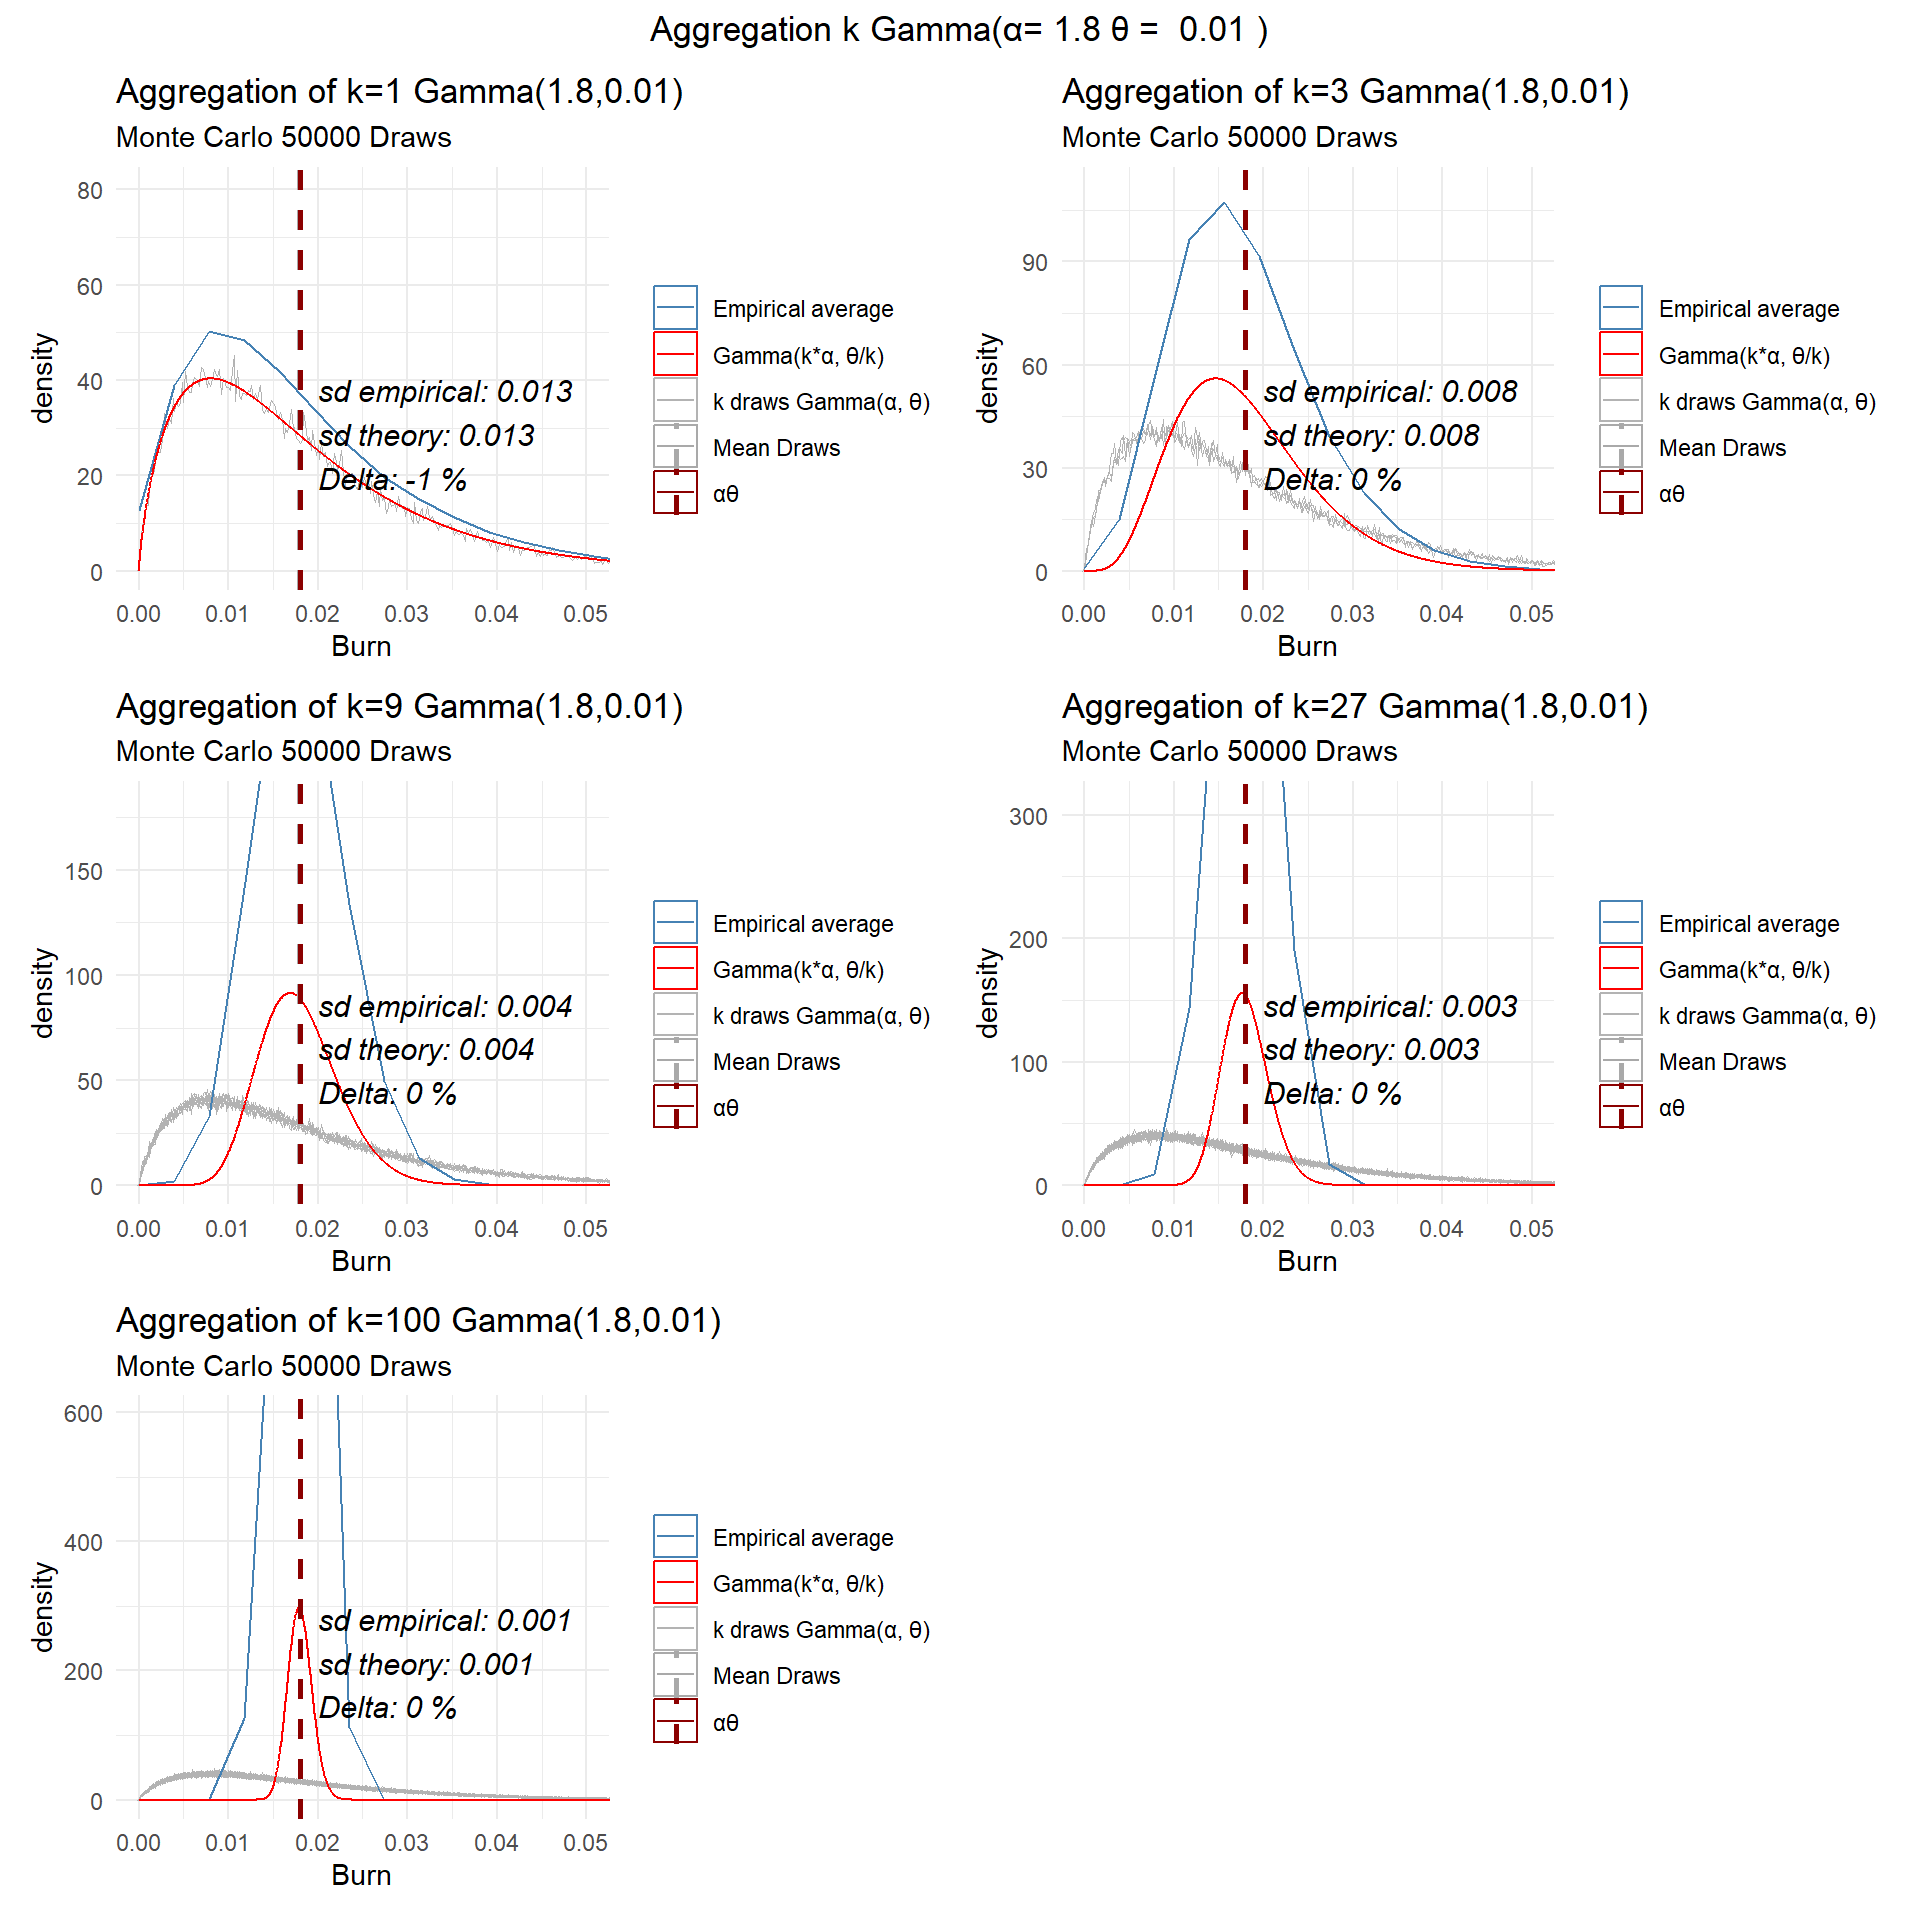 Aggregation k Gamma(α= 1.8 θ =  0.01 )
Aggregation of k=1 Gamma(1.8,0.01)
Monte Carlo 50000 Draws
80
60
40
20
0
density
sd empirical: 0.013
sd theory: 0.013
Delta: -1 %
0.00 0.01 0.02 0.03 0.04 0.05
Burn
Empirical average
Gamma(k*α, θ/k)
k draws Gamma(α, θ)
Mean Draws
αθ
Aggregation of k=3 Gamma(1.8,0.01)
Monte Carlo 50000 Draws
90
60
30
0
density
sd empirical: 0.008
sd theory: 0.008
Delta: 0 %
0.00 0.01 0.02 0.03 0.04 0.05
Burn
Empirical average
Gamma(k*α, θ/k)
k draws Gamma(α, θ)
Mean Draws
αθ
Aggregation of k=9 Gamma(1.8,0.01)
Monte Carlo 50000 Draws
150
100
50
0
density
sd empirical: 0.004
sd theory: 0.004
Delta: 0 %
0.00 0.01 0.02 0.03 0.04 0.05
Burn
Empirical average
Gamma(k*α, θ/k)
k draws Gamma(α, θ)
Mean Draws
αθ
Aggregation of k=27 Gamma(1.8,0.01)
Monte Carlo 50000 Draws
300
200
100
0
density
sd empirical: 0.003
sd theory: 0.003
Delta: 0 %
0.00 0.01 0.02 0.03 0.04 0.05
Burn
Empirical average
Gamma(k*α, θ/k)
k draws Gamma(α, θ)
Mean Draws
αθ
Aggregation of k=100 Gamma(1.8,0.01)
Monte Carlo 50000 Draws
600
400
200
0
density
sd empirical: 0.001
sd theory: 0.001
Delta: 0 %
0.00 0.01 0.02 0.03 0.04 0.05
Burn
Empirical average
Gamma(k*α, θ/k)
k draws Gamma(α, θ)
Mean Draws
αθ